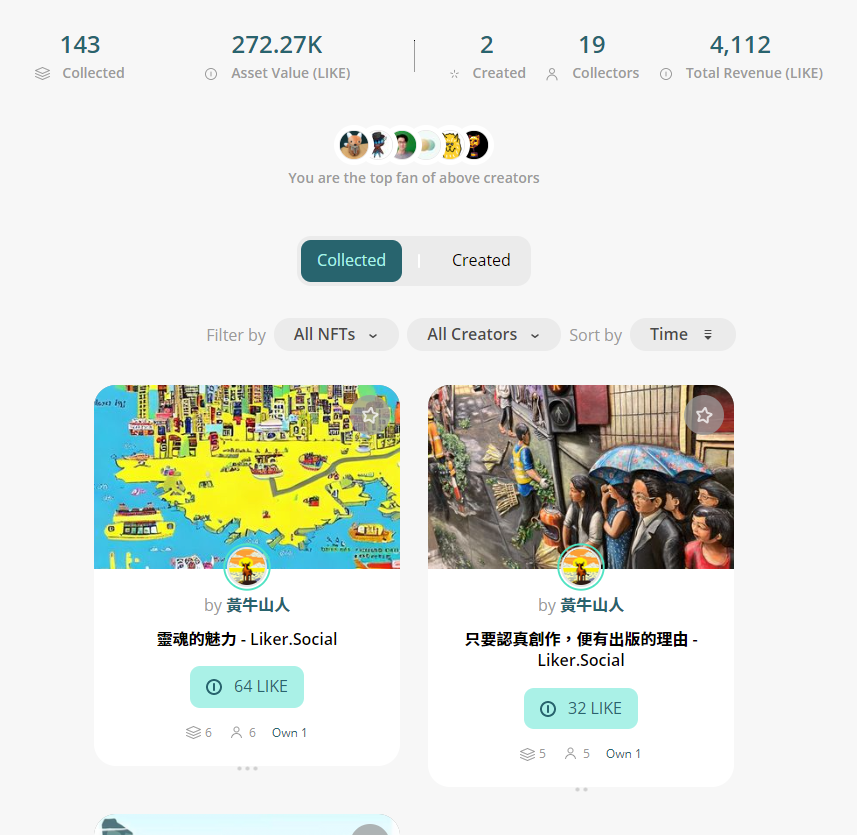 143
Collected
272.27K
Asset Value (LIKE)
2
Created
19
Collectors
4,112
Total Revenue (LIKE)
You are the top fan of above creators
Collected
Created
Filter by All NFTs All Creators Sort by Time
by 黃牛山人
靈魂的魅力 - Liker.Social
64 LIKE
6 6 Own 1
by 黃牛山人
只要認真創作，便有出版的理由 -
Liker.Social
32 LIKE
5 5 Own 1